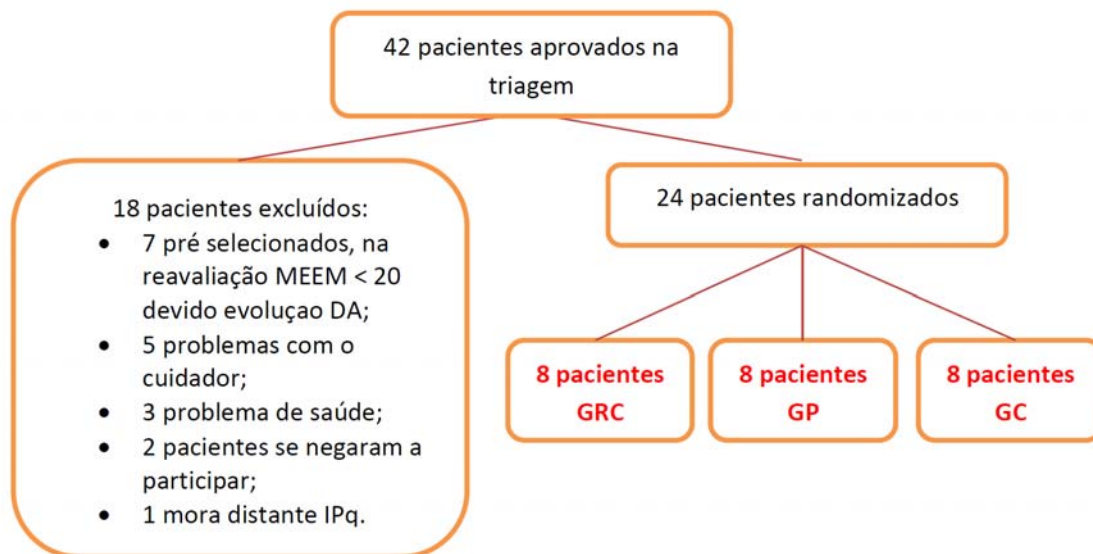 42 pacientes aprovados na
triagem
18 pacientes excluídos:
• 7 pré selecionados, na
reavaliação MEEM < 20
devido evoluçao DA;
• 5 problemas com o
cuidador;
• 3 problema de saúde;
• 2 pacientes se negaram a
participar;
• 1 mora distante IPq.
24 pacientes randomizados
8 pacientes
GRC
8 pacientes
GP
8 pacientes
GC